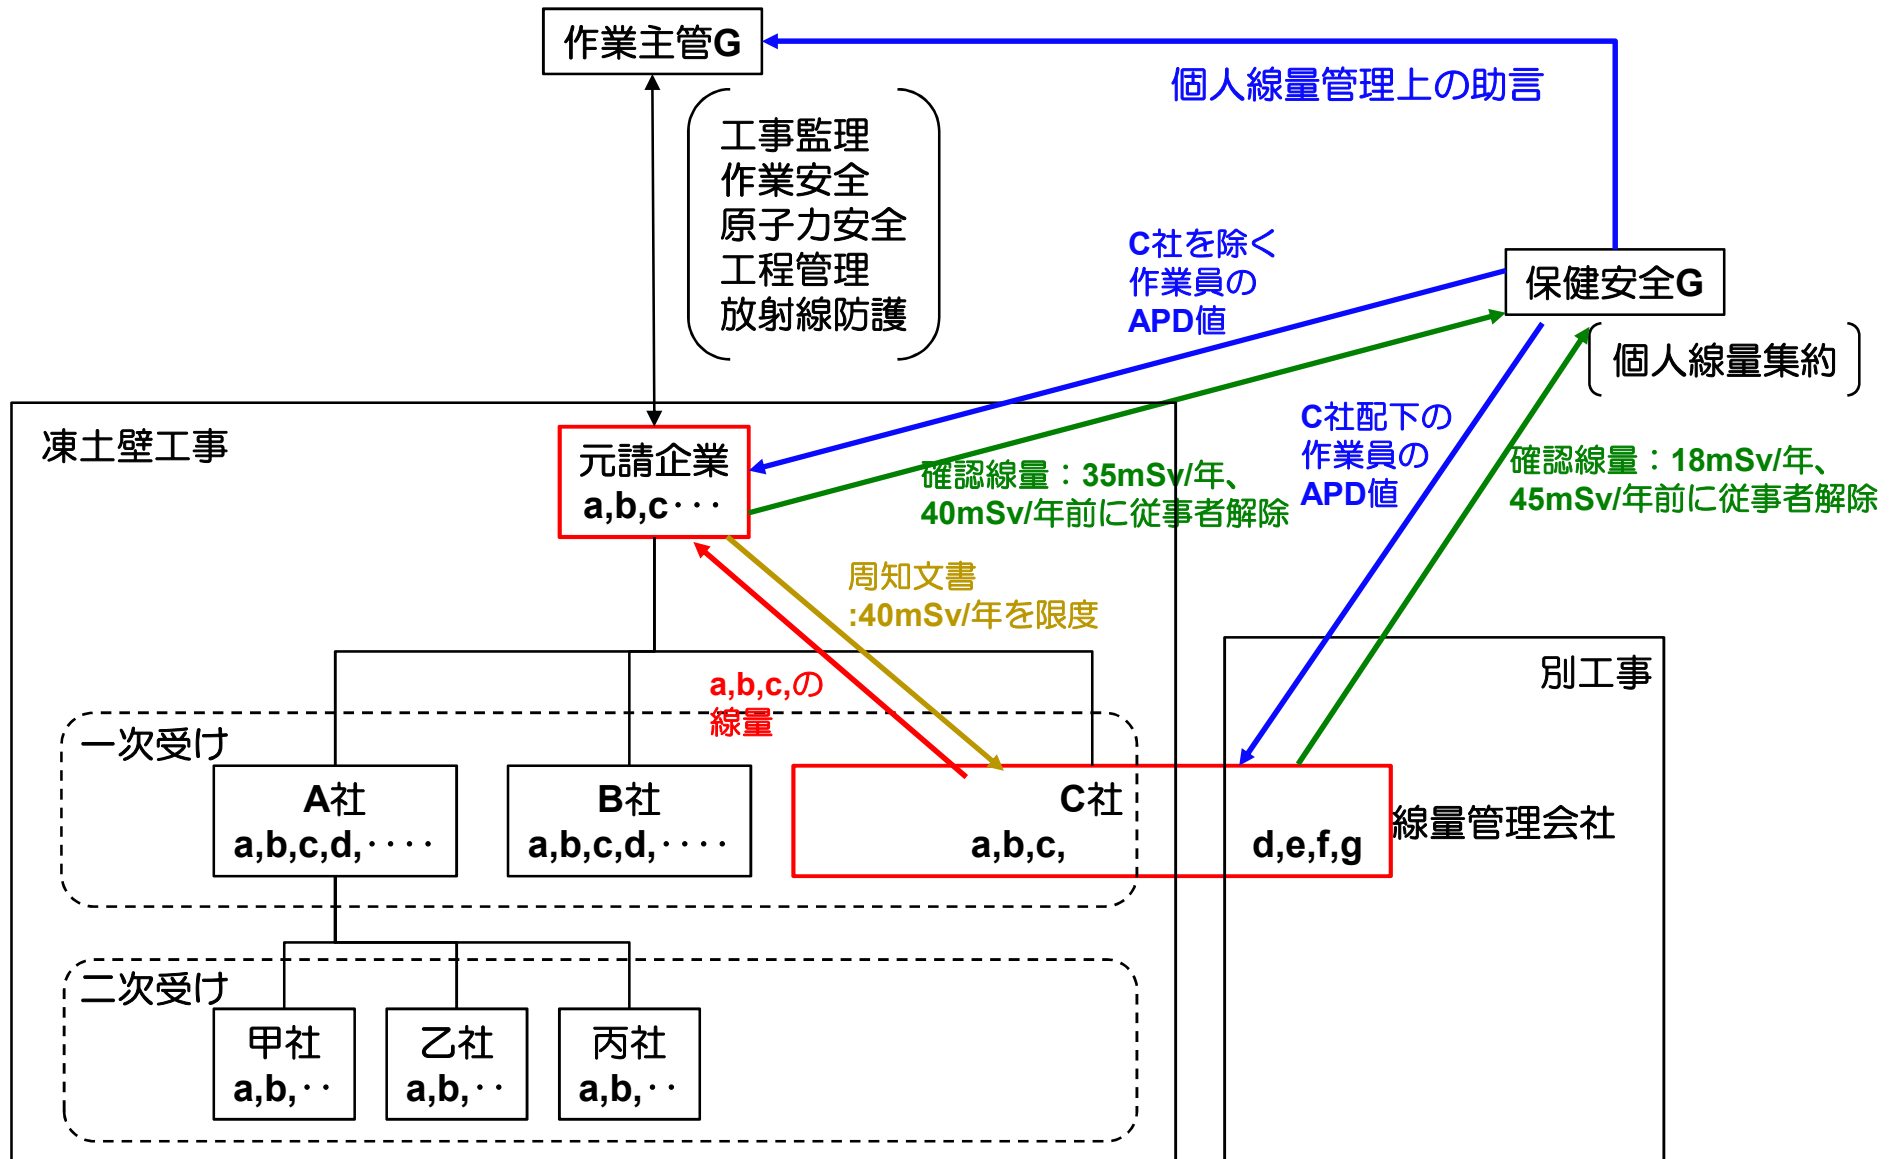 作業主管G
個人線量管理上の助言
工事監理
作業安全
原子力安全
工程管理
放射線防護
C社を除く
作業員の
APD値
保健安全G
個人線量集約
凍土壁工事
元請企業
a,b,c･･･
確認線量：35mSv/年、
40mSv/年前に従事者解除
C社配下の
作業員の
APD値
確認線量：18mSv/年、
45mSv/年前に従事者解除
周知文書
:40mSv/年を限度
a,b,c,の
線量
別工事
一次受け
A社
a,b,c,d,････
B社
a,b,c,d,････
C社
a,b,c,
d,e,f,g
線量管理会社
二次受け
甲社
a,b,･･
乙社
a,b,･･
丙社
a,b,･･